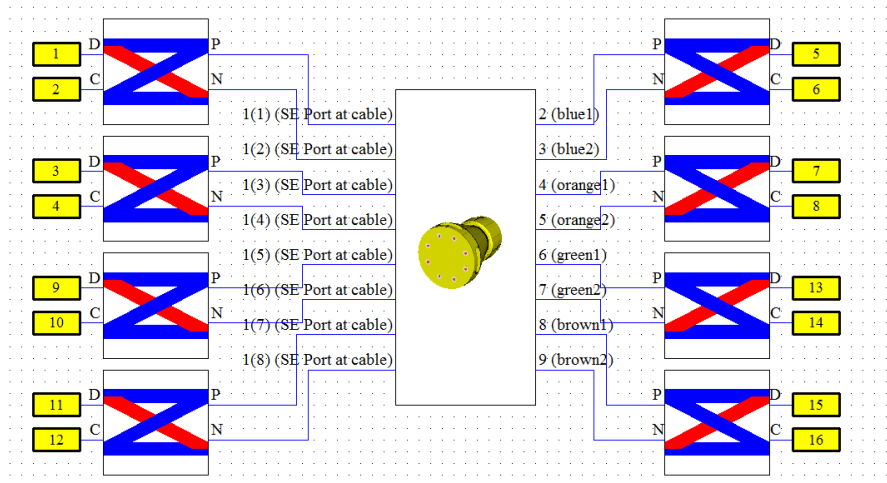 D P P D
1 5
C N N C
2 6
1(1) (SE Port at cable) 2 (blue1)
1(2) (SE Port at cable) 3 (blue2)
D P P D
3 7
1(3) (SE Port at cable) 4 (orange1)
C N N C
4 8
1(4) (SE Port at cable) 5 (orange2)
1(5) (SE Port at cable) 6 (green1)
D P P D
9 13
1(6) (SE Port at cable) 7 (green2)
C N N C
10 14
1(7) (SE Port at cable) 8 (brown1)
1(8) (SE Port at cable) 9 (brown2)
D P P D
11 15
C N N C
12 16